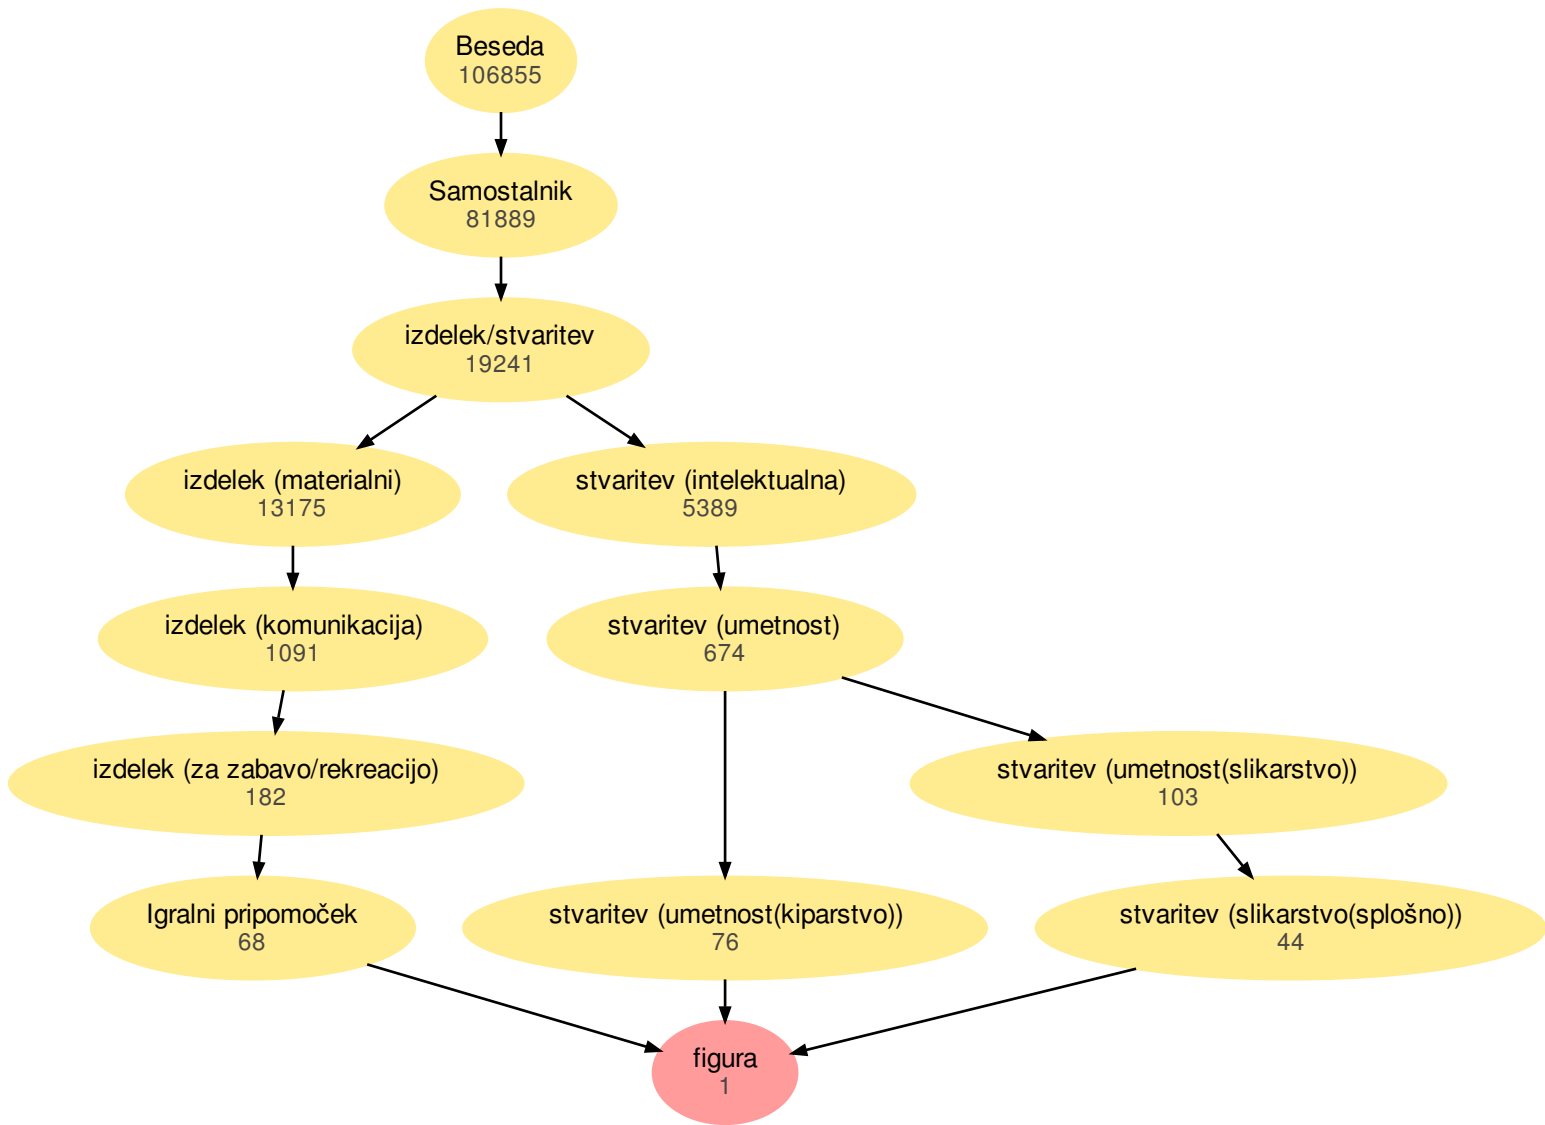 Beseda
106855
Samostalnik
81889
izdelek/stvaritev
19241
izdelek (materialni)
13175
stvaritev (intelektualna)
5389
izdelek (komunikacija)
1091
stvaritev (umetnost)
674
izdelek (za zabavo/rekreacijo)
182
stvaritev (umetnost(slikarstvo))
103
Igralni pripomoček
68
stvaritev (umetnost(kiparstvo))
76
stvaritev (slikarstvo(splošno))
44
figura
1